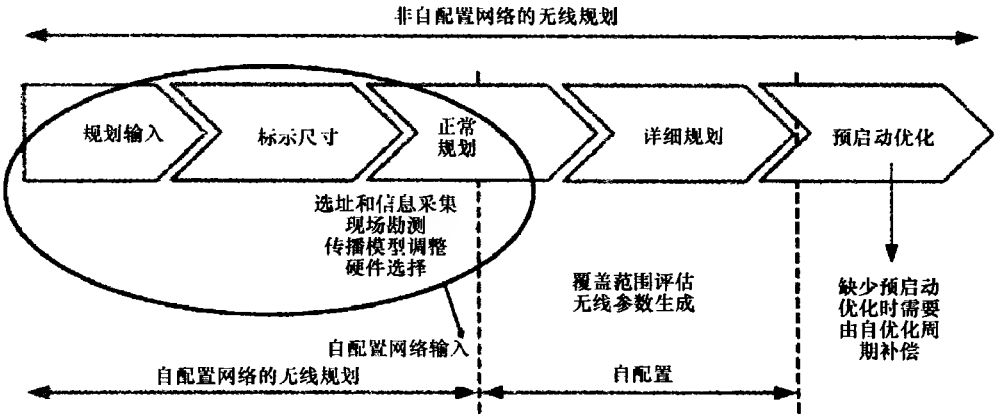 非自配置网络的无线规划
规划输入
标示尺寸
正常
规划
详细规划
预启动优化
选址和信息采集
现场勘测
传播模型调整
硬件选择
覆盖范围评估
无线参数生成
缺少预启动
优化时需要
由自优化周
期补偿
自配置网络输入
自配置网络的无线规划
自配置